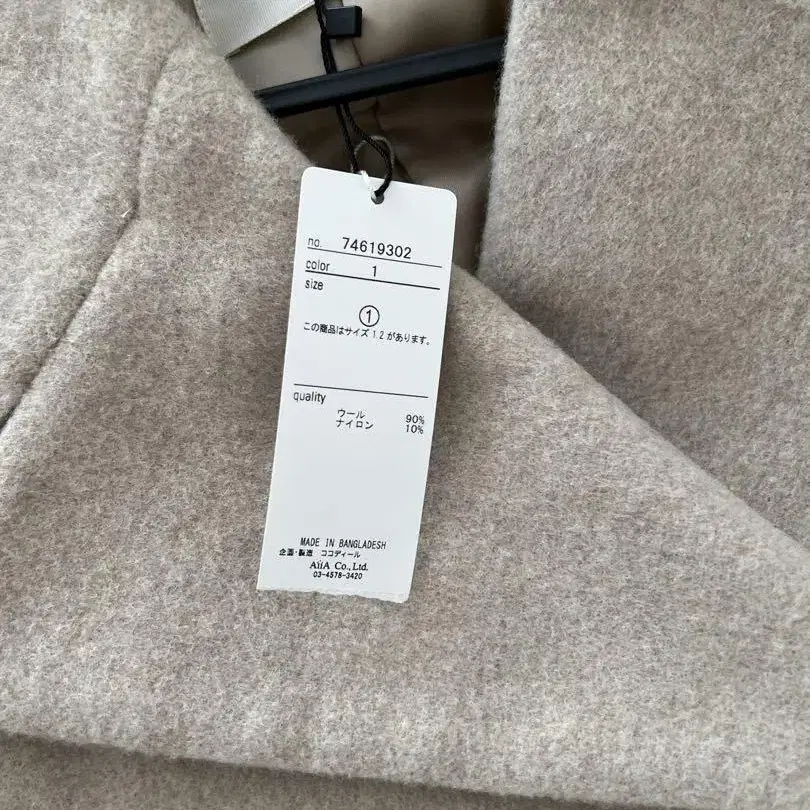 no. 74619302
color 1
size
①
この商品はサイズ 1.2 があります。
quality
ウール 90%
ナイロン 10%
MADE IN BANGLADESH
企画・製造 ココディール
AiiA Co., Ltd.
03-4578-3420